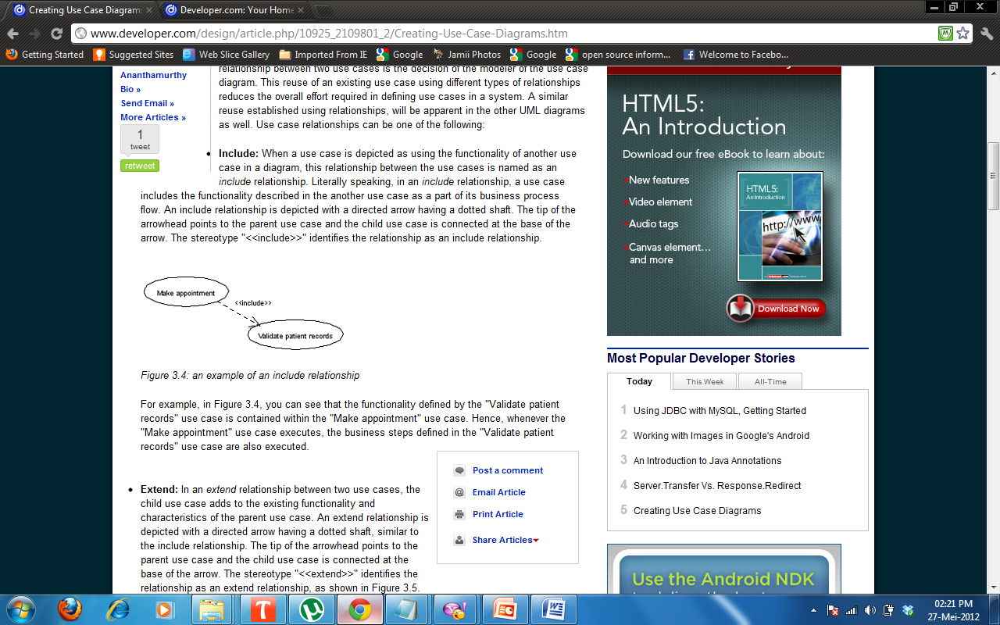 Creating Use Case Diagrams
Developer.com: Your Home
www.developer.com/design/article.php/10925_2109801_2/Creating-Use-Case-Diagrams.htm
Getting Started
Suggested Sites
Web Slice Gallery
Imported From IE
Google
Jamii Photos
Google
open source inform...
Welcome to Facebo...
Ananthamurthy
Bio »
Send Email »
More Articles »
1
tweet
retweet
relationship between two use cases is the decision of the modeler of the use case
diagram. This reuse of an existing use case using different types of relationships
reduces the overall effort required in defining use cases in a system. A similar
reuse established using relationships, will be apparent in the other UML diagrams
as well. Use case relationships can be one of the following:
• Include: When a use case is depicted as using the functionality of another use
case in a diagram, this relationship between the use cases is named as an
include relationship. Literally speaking, in an include relationship, a use case
includes the functionality described in the another use case as a part of its business process
flow. An include relationship is depicted with a directed arrow having a dotted shaft. The tip of the
arrowhead points to the parent use case and the child use case is connected at the base of the
arrow. The stereotype "<<include>>" identifies the relationship as an include relationship.
Make appointment
<<include>>
Validate patient records
Figure 3.4: an example of an include relationship
For example, in Figure 3.4, you can see that the functionality defined by the "Validate patient
records" use case is contained within the "Make appointment" use case. Hence, whenever the
"Make appointment" use case executes, the business steps defined in the "Validate patient
records" use case are also executed.
• Extend: In an extend relationship between two use cases, the
child use case adds to the existing functionality and
characteristics of the parent use case. An extend relationship is
depicted with a directed arrow having a dotted shaft, similar to
the include relationship. The tip of the arrowhead points to the
parent use case and the child use case is connected at the
base of the arrow. The stereotype "<<extend>>" identifies the
relationship as an extend relationship, as shown in Figure 3.5.
Post a comment
Email Article
Print Article
Share Articles
HTML5:
An Introduction
Download our free eBook to learn about:
New features
Video element
Audio tags
Canvas element...
and more
HTML5:
An Introduction
http://www
Download Now
Most Popular Developer Stories
Today
This Week
All-Time
1 Using JDBC with MySQL, Getting Started
2 Working with Images in Google's Android
3 An Introduction to Java Annotations
4 Server.Transfer Vs. Response.Redirect
5 Creating Use Case Diagrams
Use the Android NDK
02:21 PM
27-Mei-2012